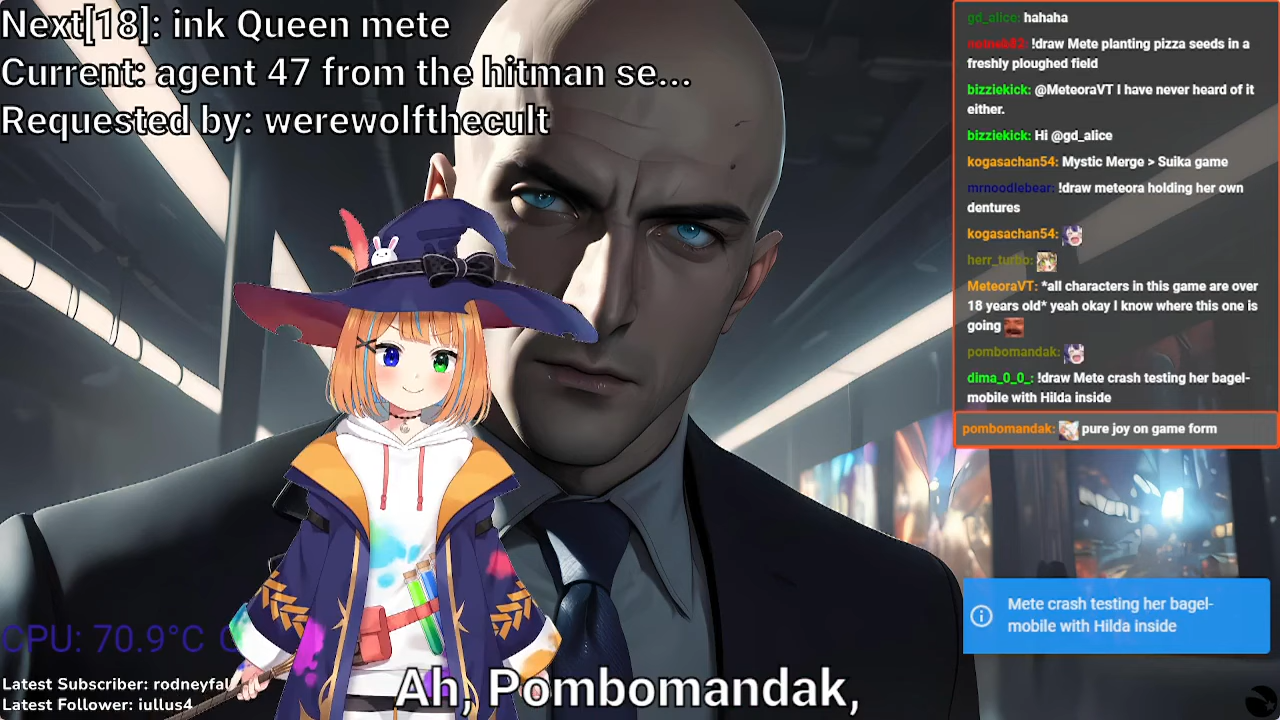 Next[18]: ink Queen mete
Current: agent 47 from the hitman se...
Requested by: werewolfthecult
gd_alice: hahaha
!draw Mete planting pizza seeds in a
freshly ploughed field
bizziekick: @MeteoraVT I have never heard of it
either.
bizziekick: Hi @gd_alice
kogasachan54: Mystic Merge > Suika game
mrnoodlebear: !draw meteora holding her own
dentures
kogasachan54:
herr_turbo:
MeteoraVT: *all characters in this game are over
18 years old* yeah okay I know where this one is
going
pombomandak:
dima_0_0_: !draw Mete crash testing her bagel-
mobile with Hilda inside
pombomandak: pure joy on game form
Mete crash testing her bagel-
mobile with Hilda inside
CPU: 70.9°C
Latest Subscriber: rodneyfal
Latest Follower: iullus4
Ah, Pombomandak,